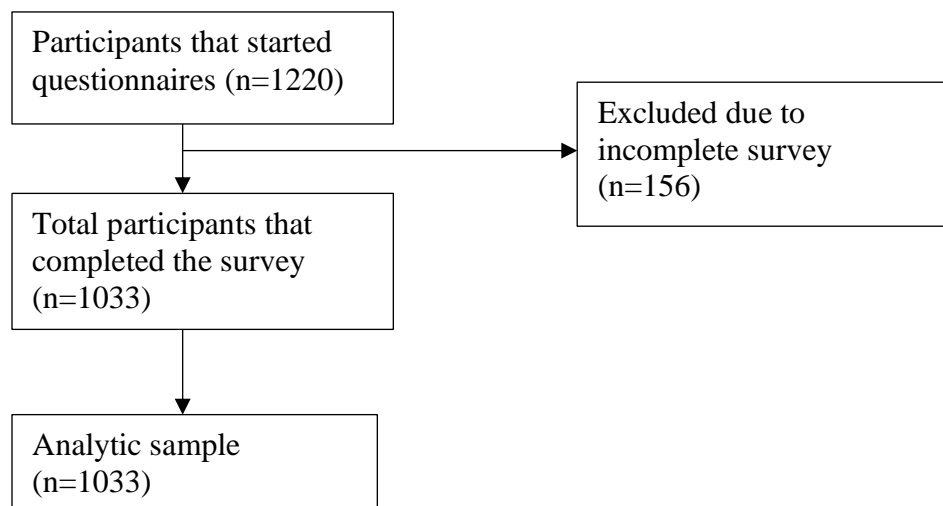 Participants that started
questionnaires (n=1220)
Excluded due to
incomplete survey
(n=156)
Total participants that
completed the survey
(n=1033)
Analytic sample
(n=1033)